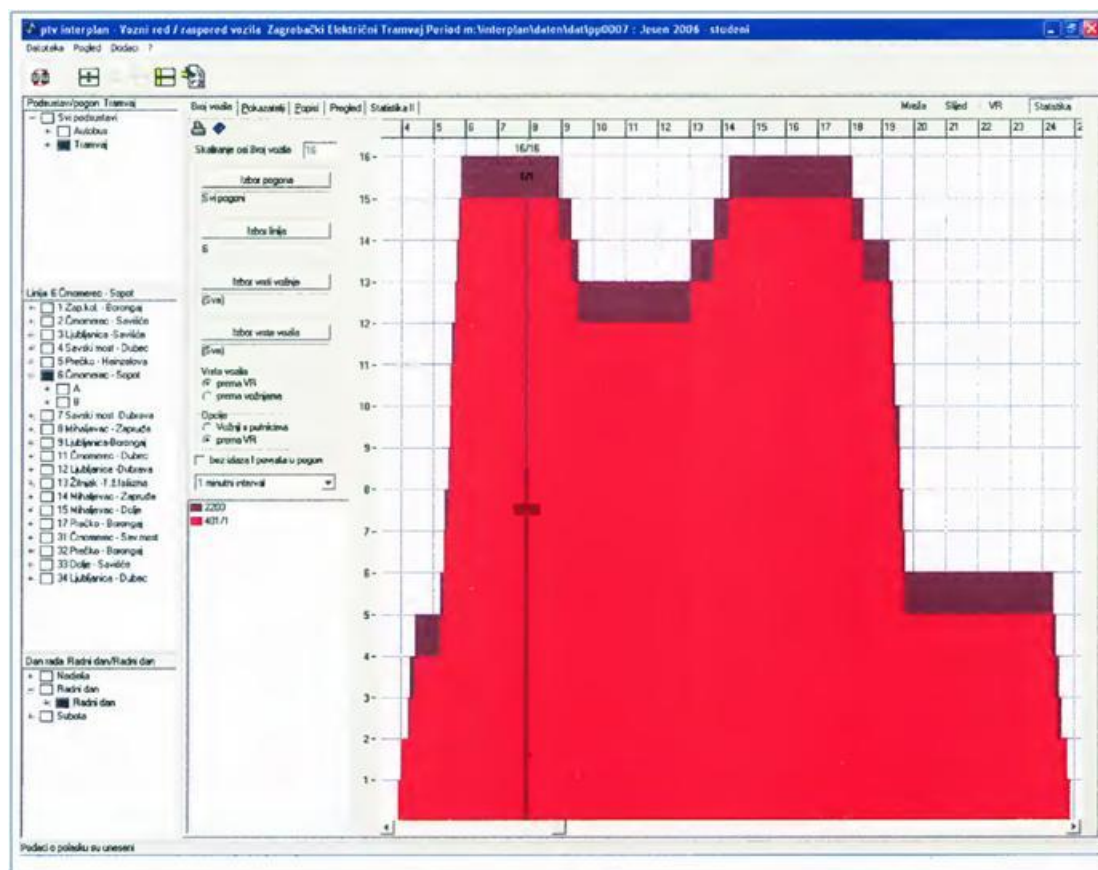 ptv interplan - Vozni red / raspored vozila Zagrebački Električni Tramvaj Period m:\interplan\daten\dat\pp0007 : Jesen 2006 - studeni
Datoteka Pogled Dodaci ?
Podsustav/pogon Tramvaj
Svi podsustavi
Autobus
Tramvaj
Linija 6 Črnomerec - Sopot
1 Zap.kol. - Borongaj
2 Črnomerec - Savišće
3 Ljubljanica - Savišće
4 Savski most - Dubec
5 Prečko - Heinzelova
6 Črnomerec - Sopot
A
B
7 Savski most - Dubrava
8 Mihaljevac - Zapruđe
9 Ljubljanica - Borongaj
11 Črnomerec - Dubec
12 Ljubljanica - Dubrava
13 Žitnjak
14 Mihaljevac - Zapruđe
15 Mihaljevac - Dolje
17 Prečko - Borongaj
31 Črnomerec - Sav.most
32 Prečko - Borongaj
33 Dolje - Savišće
34 Ljubljanica - Dubec
Dan rada Radni dan/Radni dan
Nedjelja
Radni dan
Radni dan
Subota
Broj vozila Pokazatelji Popisi Pregled Statistika II
Mreža Slijed VR Statistika
Skaliranje osi Broj vozila 16
Izbor pogona
Svi pogoni
Izbor linija
6
Izbor vrsti vožnje
(Sve)
Izbor vrste vozila
(Sve)
Vrsta vozila
prema VR
prema vožnjama
Opcije
Vožnji s putnicima
prema VR
bez izlaza I povrata u pogon
1 minutni interval
2200
401/1
4 5 6 7 8 9 10 11 12 13 14 15 16 17 18 19 20 21 22 23 24
16/16
1/1
16
15
14
13
12
11
10
9
8
7
6
5
4
3
2
1
Podaci o polasku su uneseni